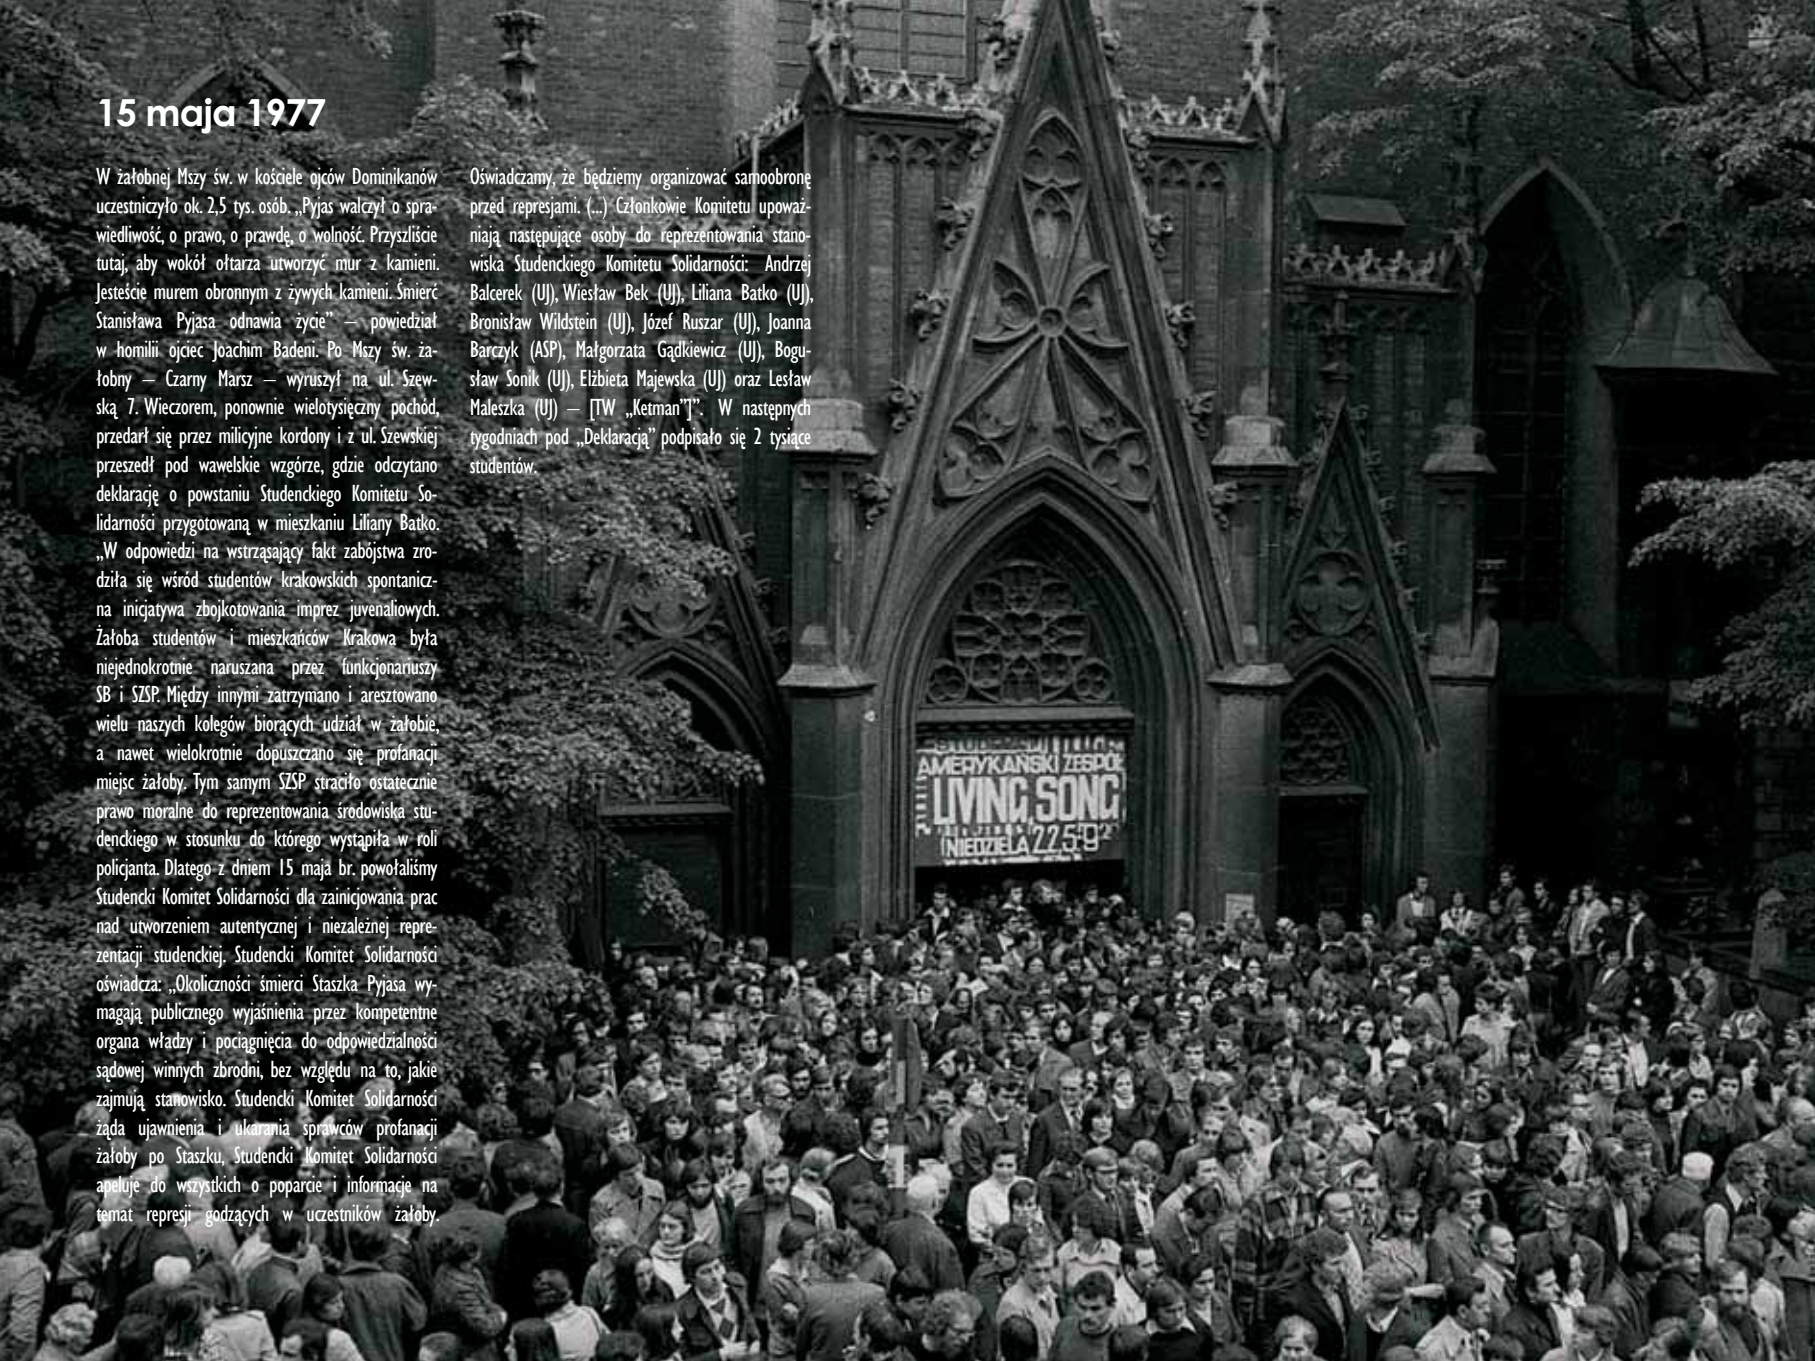 15 maja 1977
W żałobnej Mszy św. w kościele ojców Dominikanów
uczestniczyło ok. 2,5 tys. osób. „Pyjas walczył o spra-
wiedliwość, o prawo, o prawdę, o wolność. Przyszliście
tutaj, aby wokół ołtarza utworzyć mur z kamieni.
Jesteście murem obronnym z żywych kamieni. Śmierć
Stanisława Pyjasa odnawia życie” — powiedział
w homilii ojciec Joachim Badeni. Po Mszy św. ża-
łobny — Czarny Marsz — wyruszył na ul. Szew-
ską 7. Wieczorem, ponownie wielotysięczny pochód,
przedarł się przez milicyjne kordony i z ul. Szewskiej
przeszedł pod wawelskie wzgórze, gdzie odczytano
deklarację o powstaniu Studenckiego Komitetu So-
lidarności przygotowaną w mieszkaniu Liliany Batko.
„W odpowiedzi na wstrząsający fakt zabójstwa zro-
dziła się wśród studentów krakowskich spontanicz-
na inicjatywa zbojkotowania imprez juvenaliowych.
Żałoba studentów i mieszkańców Krakowa była
niejednokrotnie naruszana przez funkcjonariuszy
SB i SZSP. Między innymi zatrzymano i aresztowano
wielu naszych kolegów biorących udział w żałobie,
a nawet wielokrotnie dopuszczano się profanacji
miejsc żałoby. Tym samym SZSP straciło ostatecznie
prawo moralne do reprezentowania środowiska stu-
denckiego w stosunku do którego wystąpiła w roli
policjanta. Dlatego z dniem 15 maja br. powołaliśmy
Studencki Komitet Solidarności dla zainicjowania prac
nad utworzeniem autentycznej i niezależnej repre-
zentacji studenckiej. Studencki Komitet Solidarności
oświadcza: „Okoliczności śmierci Staszka Pyjasa wy-
magają publicznego wyjaśnienia przez kompetentne
organa władzy i pociągnięcia do odpowiedzialności
sądowej winnych zbrodni, bez względu na to, jakie
zajmują stanowisko. Studencki Komitet Solidarności
żąda ujawnienia i ukarania sprawców profanacji
żałoby po Staszku, Studencki Komitet Solidarności
apeluje do wszystkich o poparcie i informacje na
temat represji godzących w uczestników żałoby.
Oświadczamy, że będziemy organizować samoobronę
przed represjami. (...) Członkowie Komitetu upoważ-
niają następujące osoby do reprezentowania stano-
wiska Studenckiego Komitetu Solidarności: Andrzej
Balcerek (UJ), Wiesław Bek (UJ), Liliana Batko (UJ),
Bronisław Wildstein (UJ), Józef Ruszar (UJ), Joanna
Barczyk (ASP), Małgorzata Gądkiewicz (UJ), Bogu-
sław Sonik (UJ), Elżbieta Majewska (UJ) oraz Lesław
Maleszka (UJ) — [TW „Ketman”]”. W następnych
tygodniach pod „Deklaracją” podpisało się 2 tysiące
studentów.
AMERYKAŃSKI ZESPÓŁ
LIVING SONG
NIEDZIELA 22.5.